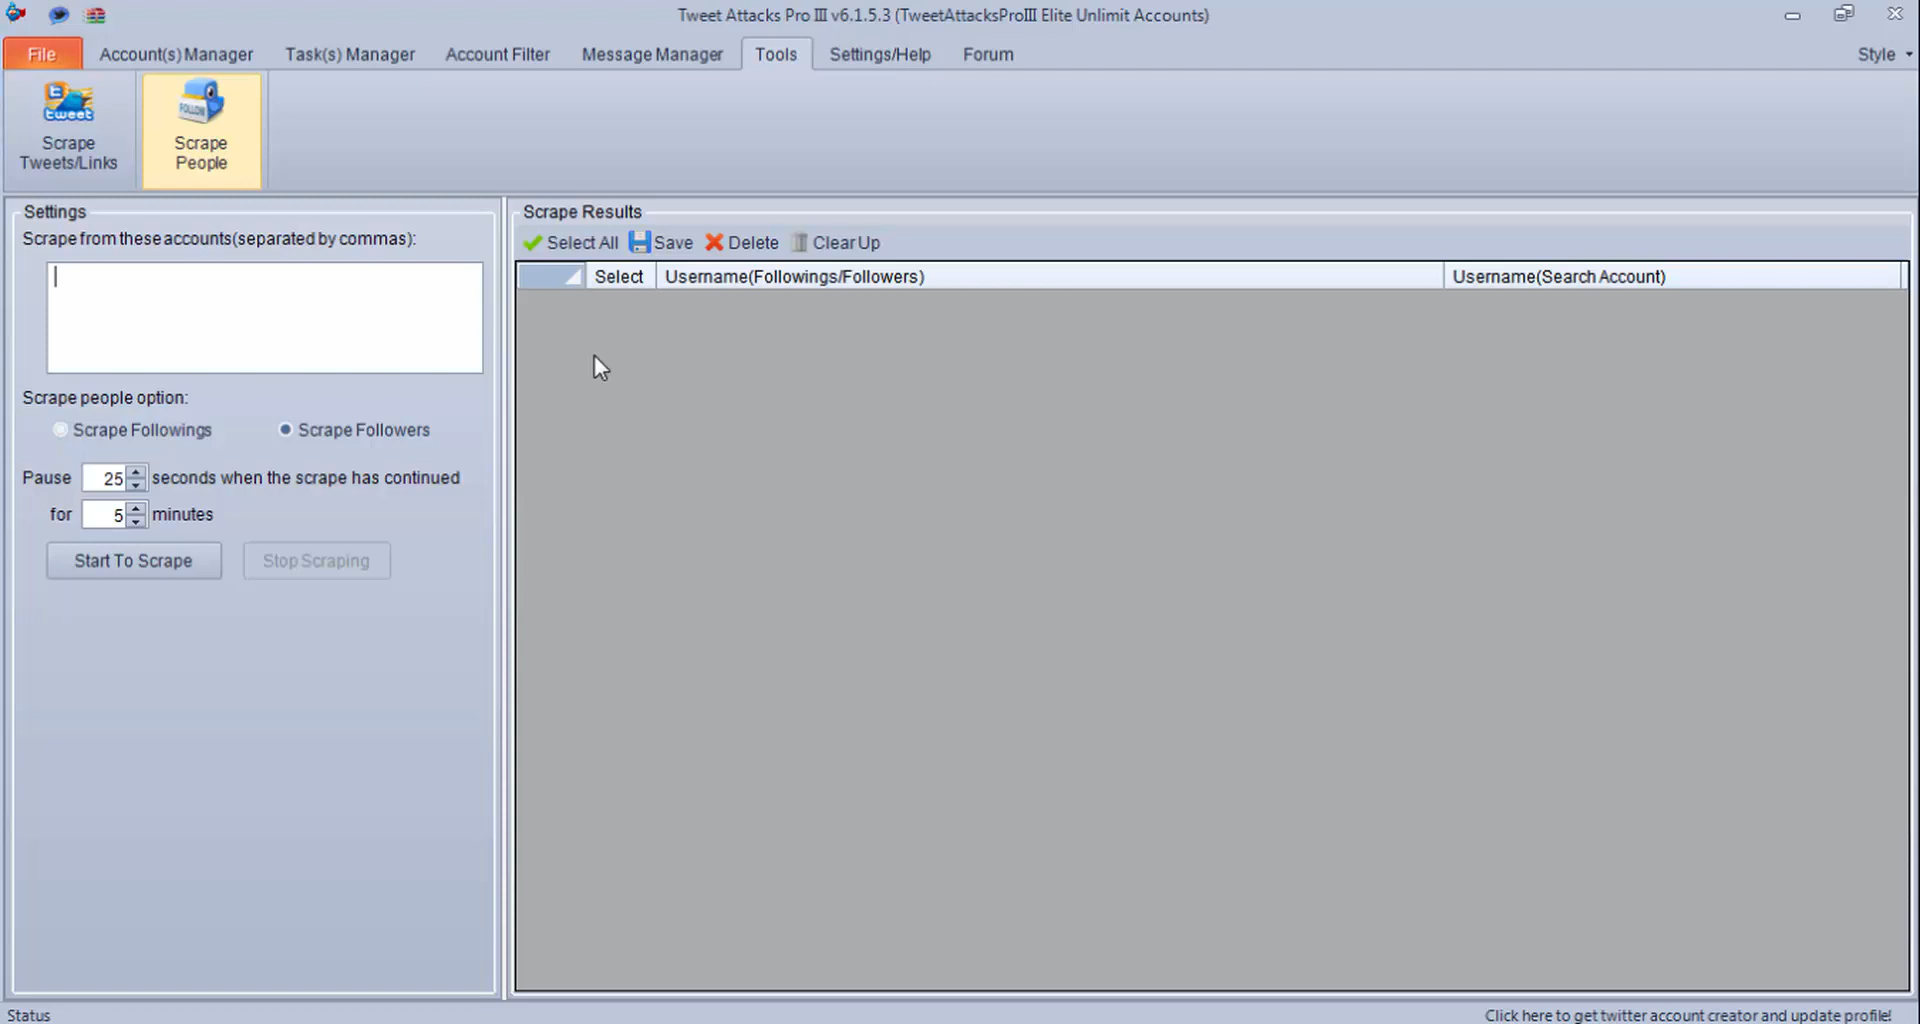 Tweet Attacks Pro III v6.1.5.3 (TweetAttacksProIII Elite Unlimit Accounts)
File Account(s) Manager Task(s) Manager Account Filter Message Manager Tools Settings/Help Forum Style
tweet
Scrape
Tweets/Links
FOLLOW
Scrape
People
Settings
Scrape from these accounts(separated by commas):
Scrape people option:
Scrape Followings Scrape Followers
Pause 25 seconds when the scrape has continued
for 5 minutes
Start To Scrape Stop Scraping
Scrape Results
Select All Save Delete Clear Up
Select Username(Followings/Followers) Username(Search Account)
Status Click here to get twitter account creator and update profile!